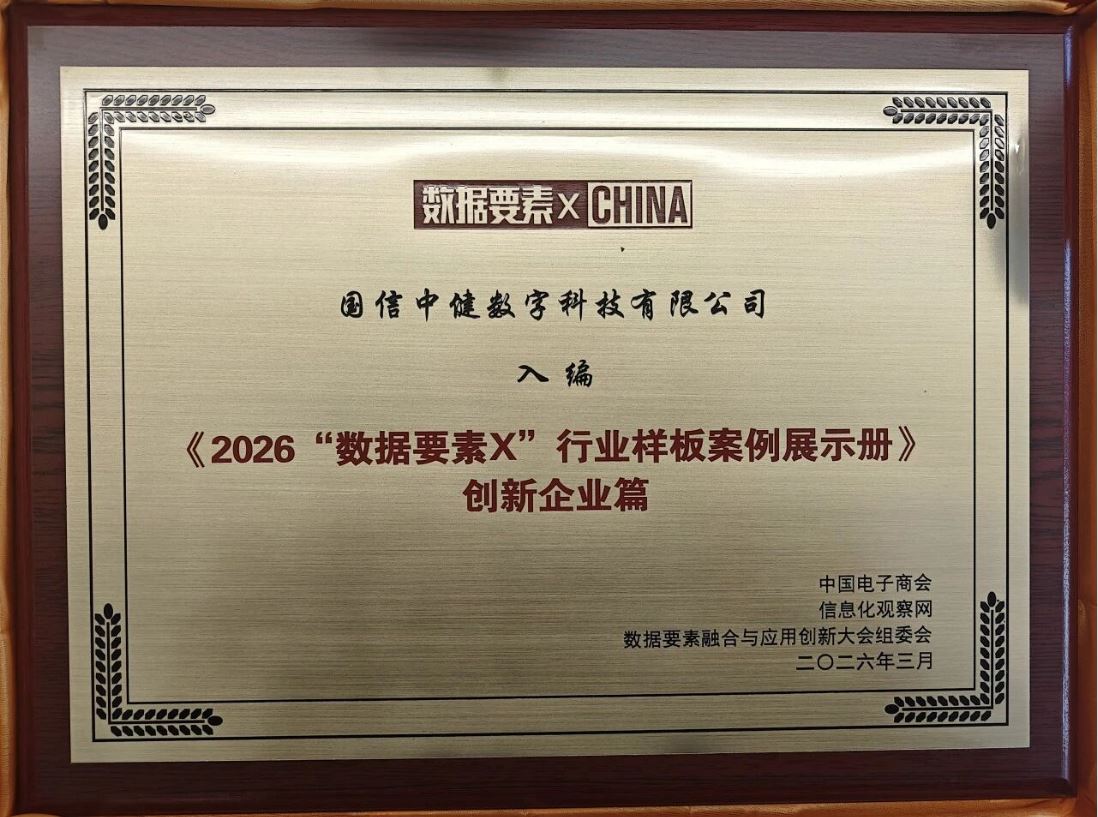 数据要素X CHINA
国信中健数字科技有限公司
入编
《2026“数据要素X”行业样板案例展示册》
创新企业篇
中国电子商会
信息化观察网
数据要素融合与应用创新大会组委会
二〇二六年三月